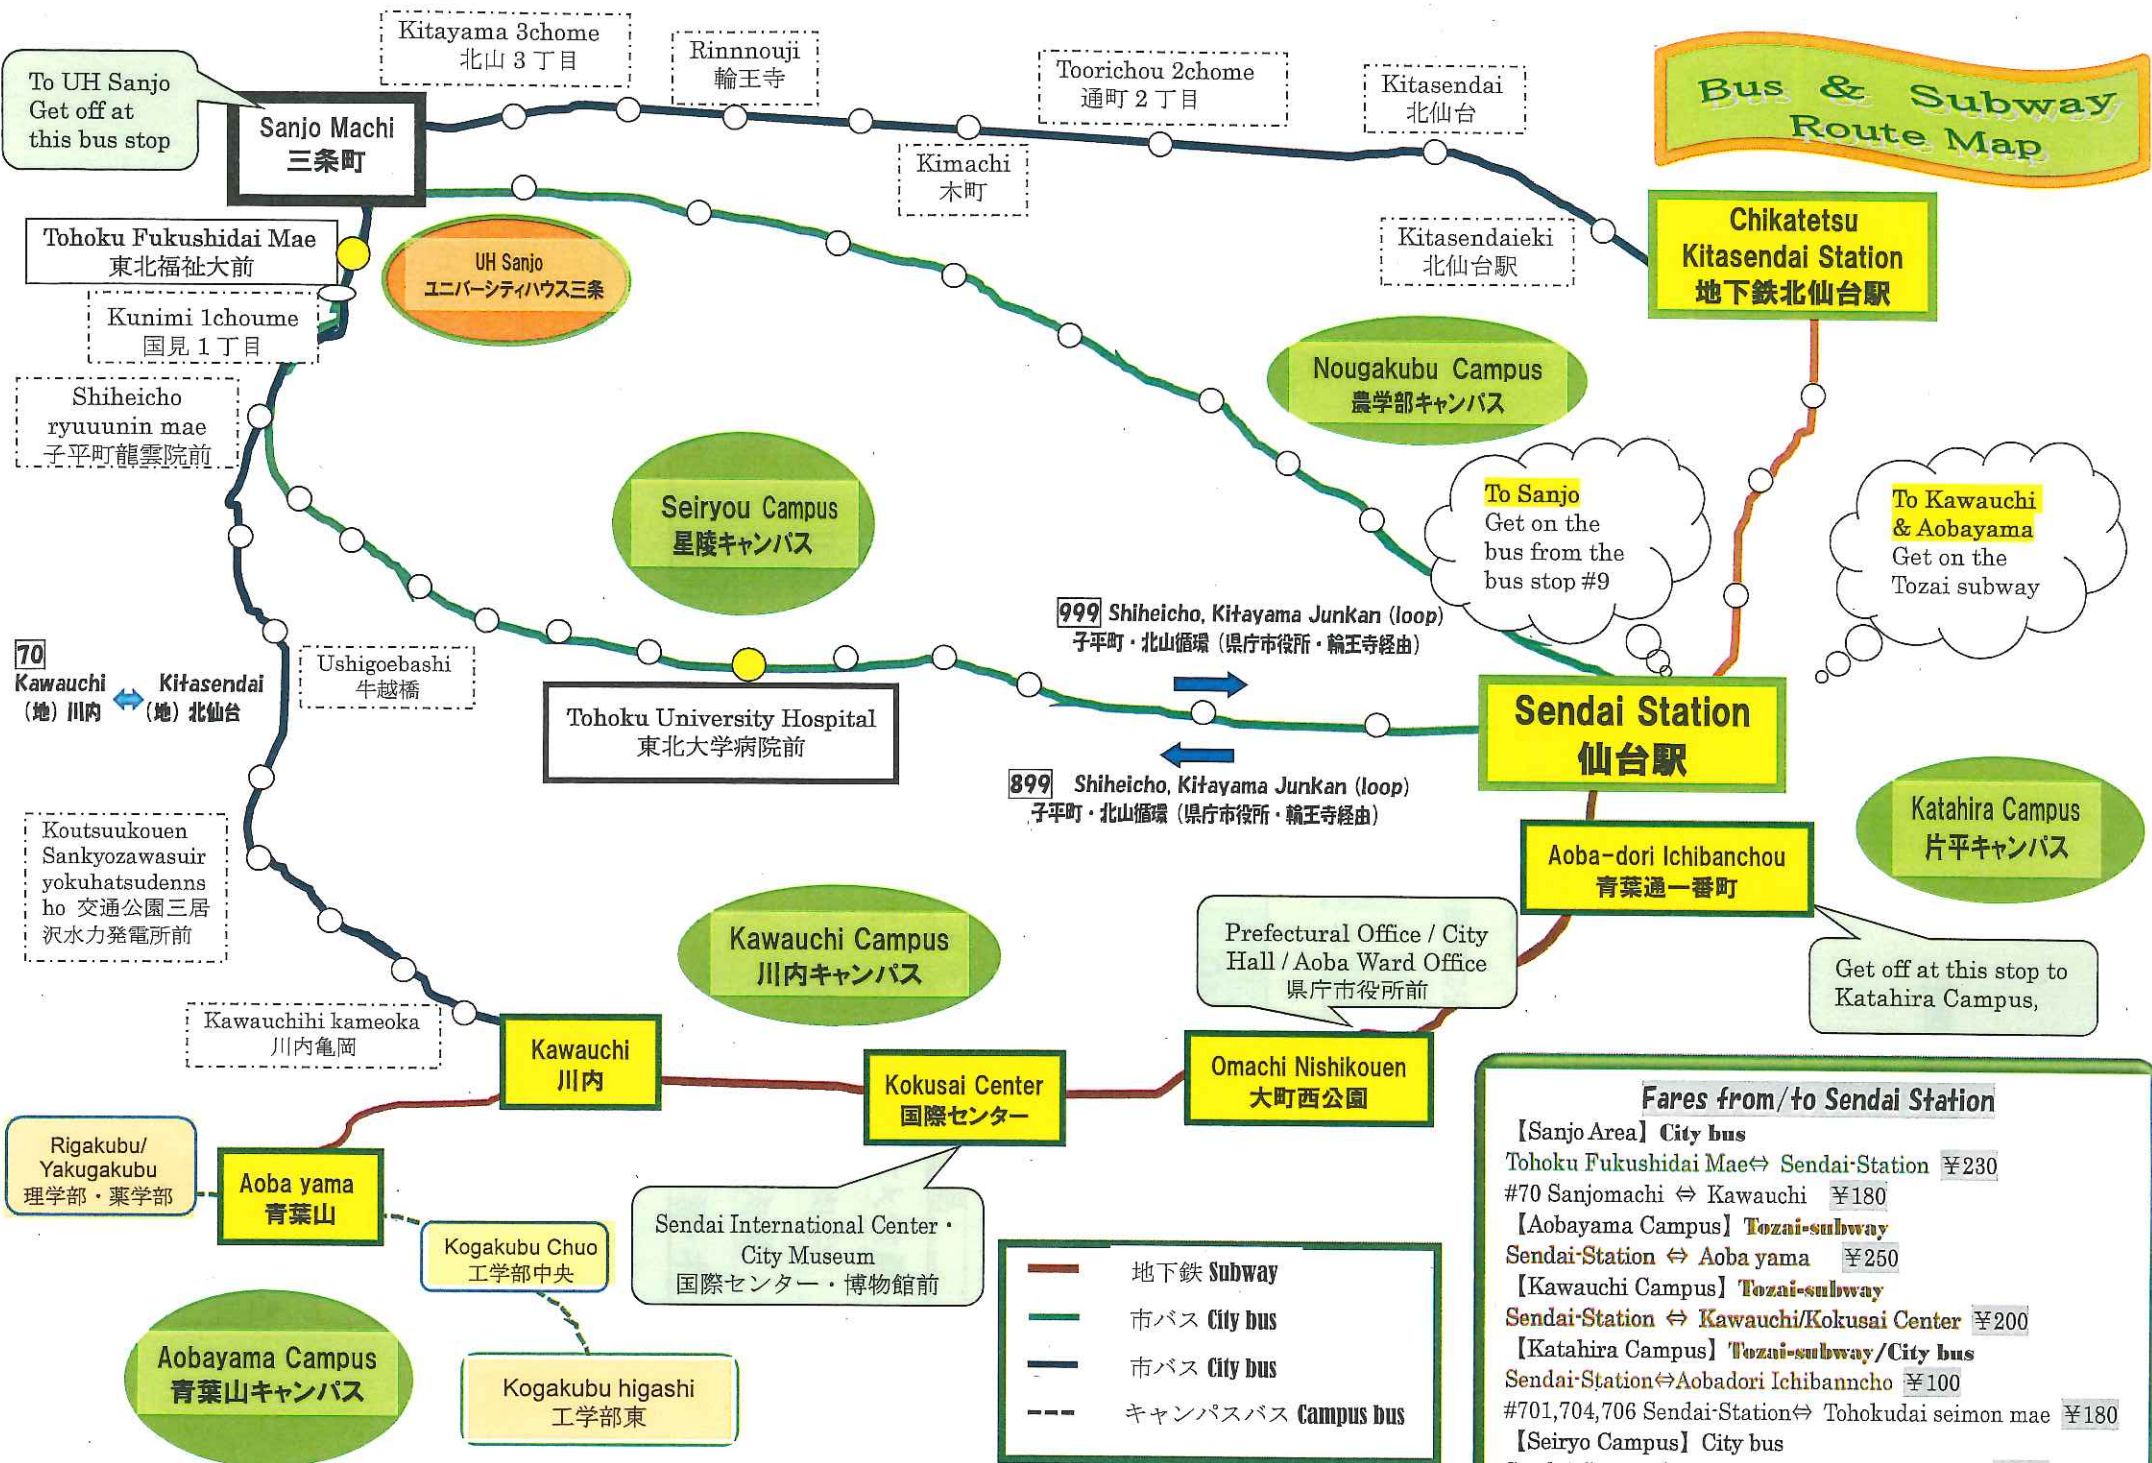 Bus & Subway
Route Map
Kitayama 3chome
北山３丁目
Rinnnouji
輪王寺
Toorichou 2chome
通町２丁目
Kitasendai
北仙台
To UH Sanjo
Get off at
this bus stop
Sanjo Machi
三条町
Kimachi
木町
Kitasendaieki
北仙台駅
Chikatetsu
Kitasendai Station
地下鉄北仙台駅
Tohoku Fukushidai Mae
東北福祉大前
UH Sanjo
ユニバーシティハウス三条
Kunimi 1choume
国見１丁目
Nougakubu Campus
農学部キャンパス
Shiheicho
ryuuunin mae
子平町龍雲院前
Seiryou Campus
星陵キャンパス
To Sanjo
Get on the
bus from the
bus stop #9
To Kawauchi
& Aobayama
Get on the
Tozai subway
999 Shiheicho, Kitayama Junkan (loop)
子平町・北山循環（県庁市役所・輪王寺経由）
70
Kawauchi ⇔ Kitasendai
（地）川内 （地）北仙台
Ushigoebashi
牛越橋
Tohoku University Hospital
東北大学病院前
Sendai Station
仙台駅
899 Shiheicho, Kitayama Junkan (loop)
子平町・北山循環（県庁市役所・輪王寺経由）
Koutsuukouen
Sankyozawasuir
yokuhatsudenns
ho 交通公園三居
沢水力発電所前
Katahira Campus
片平キャンパス
Aoba-dori Ichibanchou
青葉通一番町
Kawauchi Campus
川内キャンパス
Prefectural Office / City
Hall / Aoba Ward Office
県庁市役所前
Get off at this stop to
Katahira Campus,
Kawauchihi kameoka
川内亀岡
Kawauchi
川内
Kokusai Center
国際センター
Omachi Nishikouen
大町西公園
Rigakubu/
Yakugakubu
理学部・薬学部
Aoba yama
青葉山
Kogakubu Chuo
工学部中央
Sendai International Center・
City Museum
国際センター・博物館前
Aobayama Campus
青葉山キャンパス
Kogakubu higashi
工学部東
地下鉄 Subway
市バス City bus
市バス City bus
キャンパスバス Campus bus
Fares from/to Sendai Station
【Sanjo Area】City bus
Tohoku Fukushidai Mae⇔ Sendai-Station ¥230
#70 Sanjomachi ⇔ Kawauchi ¥180
【Aobayama Campus】Tozai-subway
Sendai-Station ⇔ Aoba yama ¥250
【Kawauchi Campus】Tozai-subway
Sendai-Station ⇔ Kawauchi/Kokusai Center ¥200
【Katahira Campus】Tozai-subway/City bus
Sendai-Station⇔Aobadori Ichibanncho ¥100
#701,704,706 Sendai-Station⇔ Tohokudai seimon mae ¥180
【Seiryo Campus】City bus